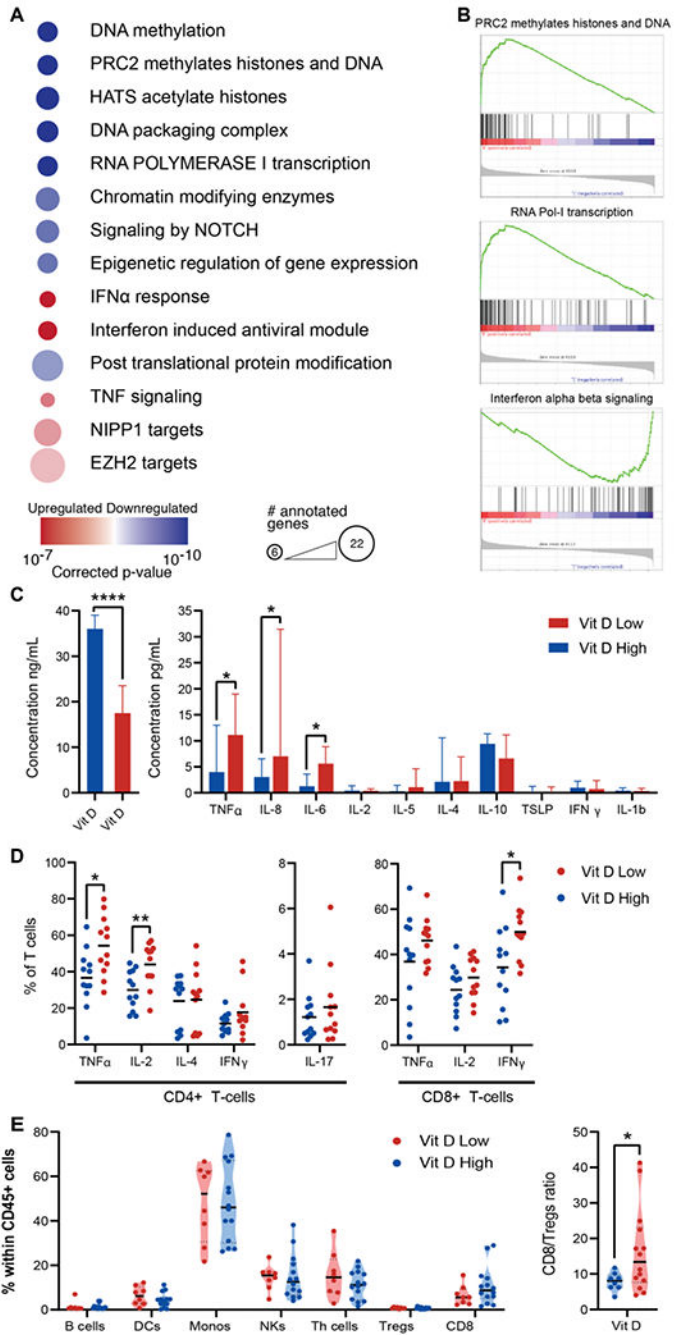 A
DNA methylation
PRC2 methylates histones and DNA
HATS acetylate histones
DNA packaging complex
RNA POLYMERASE I transcription
Chromatin modifying enzymes
Signaling by NOTCH
Epigenetic regulation of gene expression
IFNα response
Interferon induced antiviral module
Post translational protein modification
TNF signaling
NIPP1 targets
EZH2 targets
Upregulated Downregulated
10-7
10-10
Corrected p-value
# annotated
genes
6
22
B
PRC2 methylates histones and DNA
RNA Pol-I transcription
Interferon alpha beta signaling
C
Concentration ng/mL
40
30
20
10
0
****
Vit D
Vit D
Concentration pg/mL
35
30
25
20
15
10
5
0
*
*
*
TNFα
IL-8
IL-6
IL-2
IL-5
IL-4
IL-10
TSLP
IFN γ
IL-1b
Vit D Low
Vit D High
D
% of T cells
100
80
60
40
20
0
*
**
TNFα
IL-2
IL-4
IFNγ
8
6
4
2
0
IL-17
CD4+ T-cells
80
60
40
20
0
*
TNFα
IL-2
IFNγ
CD8+ T-cells
Vit D Low
Vit D High
E
% within CD45+ cells
80
60
40
20
0
B cells
DCs
Monos
NKs
Th cells
Tregs
CD8
Vit D Low
Vit D High
CD8/Tregs ratio
50
40
30
20
10
0
*
Vit D